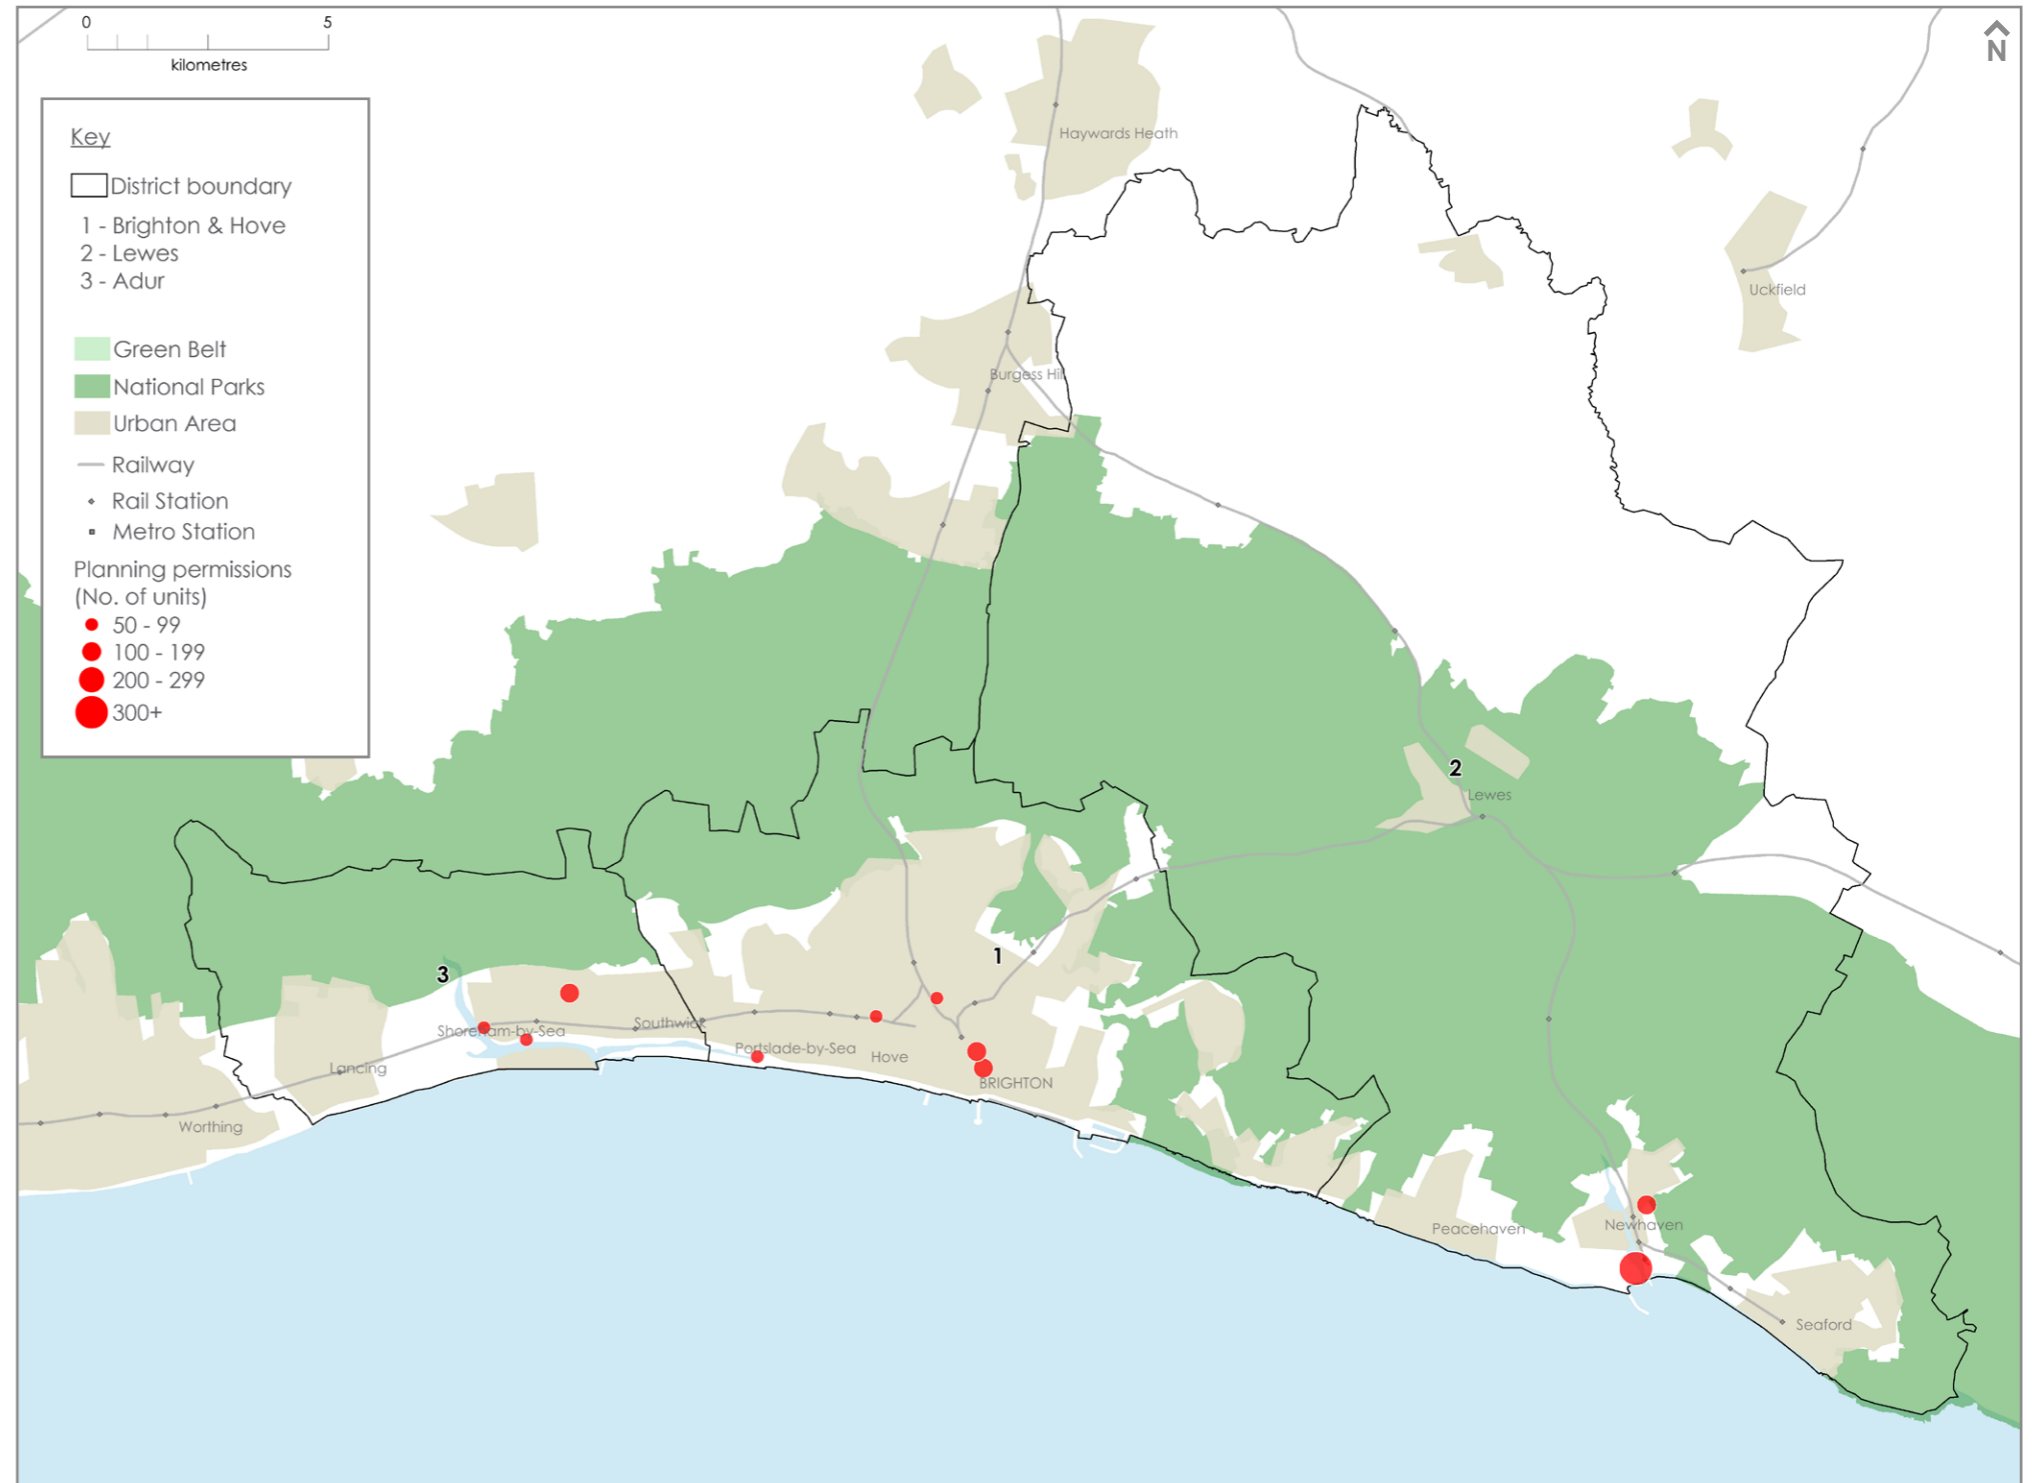 0 5
kilometres
N
Key
District boundary
1 - Brighton & Hove
2 - Lewes
3 - Adur
Green Belt
National Parks
Urban Area
Railway
Rail Station
Metro Station
Planning permissions
(No. of units)
50 - 99
100 - 199
200 - 299
300+
Haywards Heath
Uckfield
Burgess Hill
2
Lewes
1
3
Shoreham-by-Sea
Southwick
Portslade-by-Sea
Hove
Lancing
BRIGHTON
Worthing
Peacehaven
Newhaven
Seaford